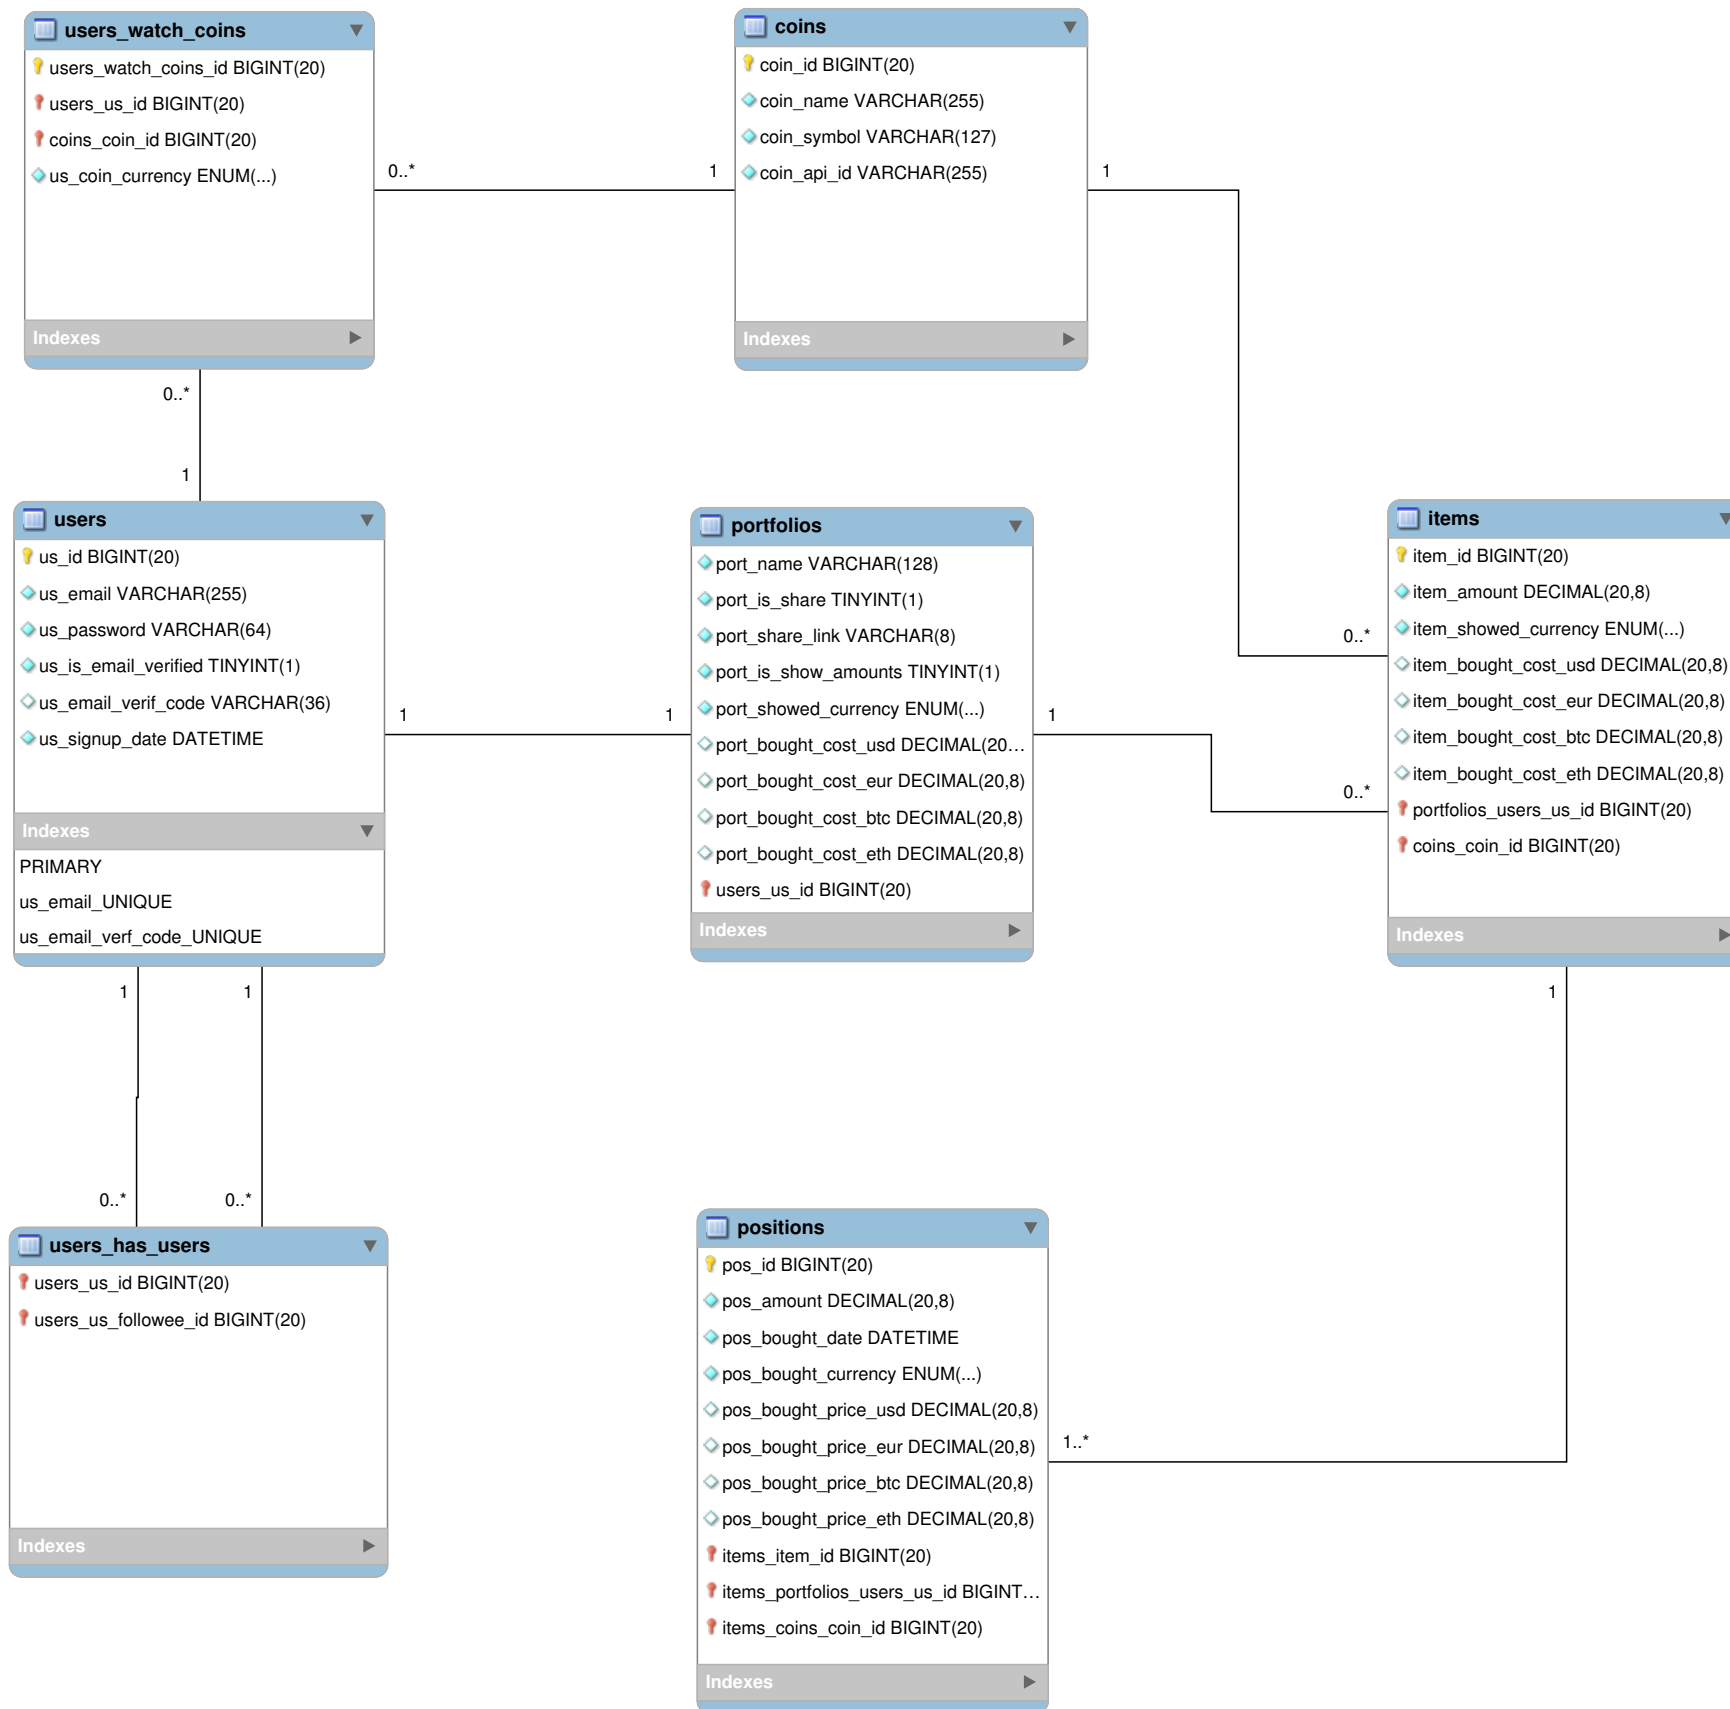 users_watch_coins
users_watch_coins_id BIGINT(20)
users_us_id BIGINT(20)
coins_coin_id BIGINT(20)
us_coin_currency ENUM(...)
Indexes
coins
coin_id BIGINT(20)
coin_name VARCHAR(255)
coin_symbol VARCHAR(127)
coin_api_id VARCHAR(255)
Indexes
0..*
1
1
0..*
1
users
us_id BIGINT(20)
us_email VARCHAR(255)
us_password VARCHAR(64)
us_is_email_verified TINYINT(1)
us_email_verif_code VARCHAR(36)
us_signup_date DATETIME
Indexes
PRIMARY
us_email_UNIQUE
us_email_verf_code_UNIQUE
1
1
portfolios
port_name VARCHAR(128)
port_is_share TINYINT(1)
port_share_link VARCHAR(8)
port_is_show_amounts TINYINT(1)
port_showed_currency ENUM(...)
port_bought_cost_usd DECIMAL(20...
port_bought_cost_eur DECIMAL(20,8)
port_bought_cost_btc DECIMAL(20,8)
port_bought_cost_eth DECIMAL(20,8)
users_us_id BIGINT(20)
Indexes
1
0..*
0..*
items
item_id BIGINT(20)
item_amount DECIMAL(20,8)
item_showed_currency ENUM(...)
item_bought_cost_usd DECIMAL(20,8)
item_bought_cost_eur DECIMAL(20,8)
item_bought_cost_btc DECIMAL(20,8)
item_bought_cost_eth DECIMAL(20,8)
portfolios_users_us_id BIGINT(20)
coins_coin_id BIGINT(20)
Indexes
1
1
1
0..*
0..*
users_has_users
users_us_id BIGINT(20)
users_us_followee_id BIGINT(20)
Indexes
positions
pos_id BIGINT(20)
pos_amount DECIMAL(20,8)
pos_bought_date DATETIME
pos_bought_currency ENUM(...)
pos_bought_price_usd DECIMAL(20,8)
pos_bought_price_eur DECIMAL(20,8)
pos_bought_price_btc DECIMAL(20,8)
pos_bought_price_eth DECIMAL(20,8)
items_item_id BIGINT(20)
items_portfolios_users_us_id BIGINT...
items_coins_coin_id BIGINT(20)
Indexes
1..*